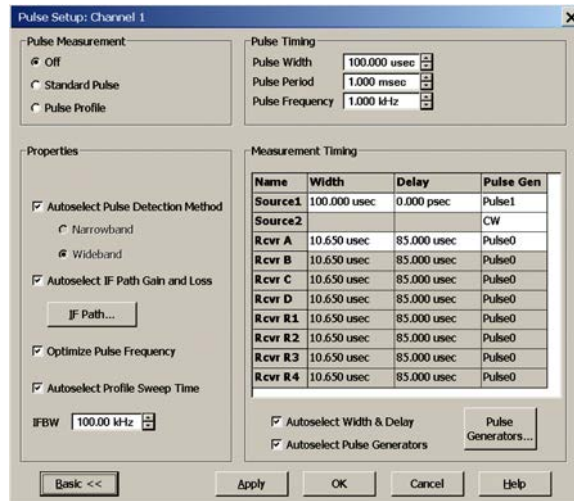 Pulse Setup: Channel 1
Pulse Measurement
Off
Standard Pulse
Pulse Profile
Pulse Timing
Pulse Width 100.000 usec
Pulse Period 1.000 msec
Pulse Frequency 1.000 kHz
Properties
Autoselect Pulse Detection Method
Narrowband
Wideband
Autoselect IF Path Gain and Loss
IF Path...
Optimize Pulse Frequency
Autoselect Profile Sweep Time
IFBW 100.00 kHz
Measurement Timing
Name Width Delay Pulse Gen
Source1 100.000 usec 0.000 psec Pulse1
Source2 CW
Rcvr A 10.650 usec 85.000 usec Pulse0
Rcvr B 10.650 usec 85.000 usec Pulse0
Rcvr C 10.650 usec 85.000 usec Pulse0
Rcvr D 10.650 usec 85.000 usec Pulse0
Rcvr R1 10.650 usec 85.000 usec Pulse0
Rcvr R2 10.650 usec 85.000 usec Pulse0
Rcvr R3 10.650 usec 85.000 usec Pulse0
Rcvr R4 10.650 usec 85.000 usec Pulse0
Autoselect Width & Delay
Autoselect Pulse Generators
Pulse
Generators...
Basic << Apply OK Cancel Help